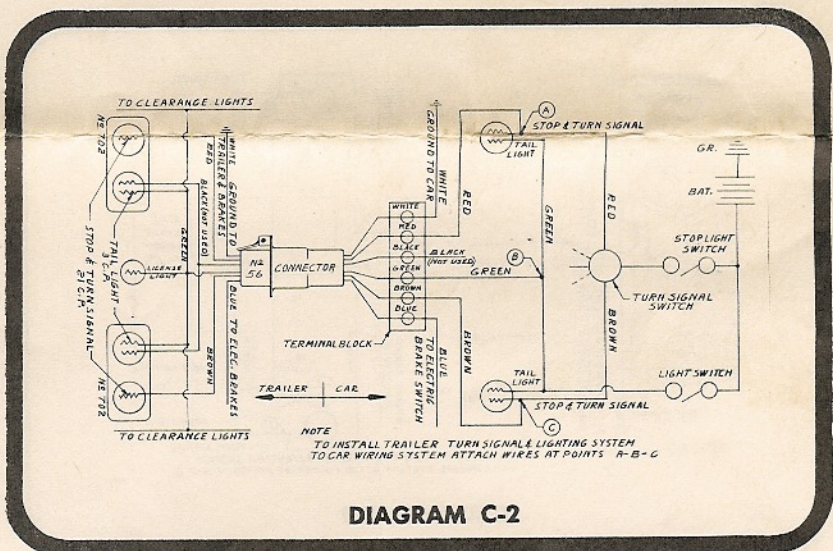 TO CLEARANCE LIGHTS
Nº 702
STOP & TURN SIGNAL
21 C.P.
TAIL LIGHT
3 C.P.
LICENSE
LIGHT
Nº 702
TO CLEARANCE LIGHTS
RED
WHITE GROUND TO
TRAILER & BRAKES
BLACK (NOT USED)
GREEN
BROWN
BLUE TO ELEC. BRAKES
Nº
56
CONNECTOR
TRAILER
CAR
TERMINAL BLOCK
WHITE
RED
BLACK
GREEN
BROWN
BLUE
GROUND TO CAR
WHITE
RED
BLACK
(NOT USED)
GREEN
BROWN
BLUE
TO ELECTRIC
BRAKE SWITCH
A
STOP & TURN SIGNAL
TAIL
LIGHT
GREEN
B
RED
BROWN
TURN SIGNAL
SWITCH
GR.
BAT.
STOPLIGHT
SWITCH
LIGHT SWITCH
TAIL
LIGHT
STOP & TURN SIGNAL
C
NOTE
TO INSTALL TRAILER TURN SIGNAL & LIGHTING SYSTEM
TO CAR WIRING SYSTEM ATTACH WIRES AT POINTS A-B-C
DIAGRAM C-2